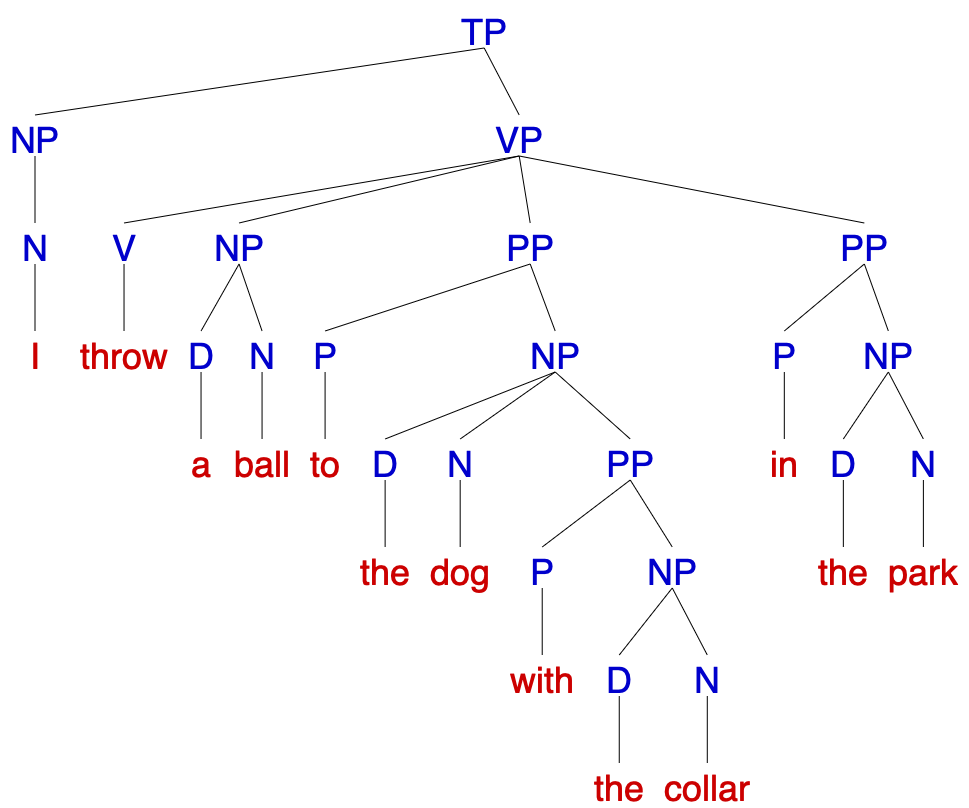 TP
NP VP
N V NP PP PP
I throw D N P NP P NP
a ball to D N PP in D N
the dog P NP the park
with D N
the collar